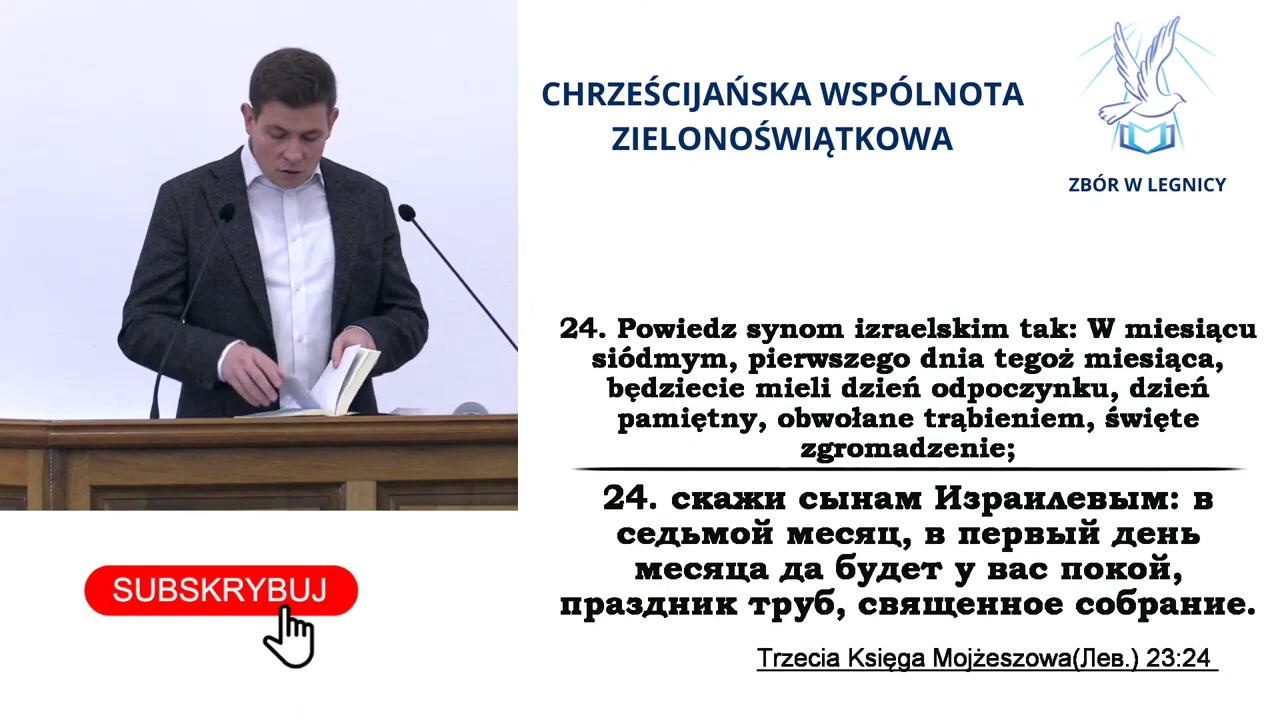 CHRZEŚCIJAŃSKA WSPÓLNOTA
ZIELONOŚWIĄTKOWA
ZBÓR W LEGNICY
24. Powiedz synom izraelskim tak: W miesiącu
siódmym, pierwszego dnia tegoż miesiąca,
będziecie mieli dzień odpoczynku, dzień
pamiętny, obwołane trąbieniem, święte
zgromadzenie;
24. скажи сынам Израилевым: в
седьмой месяц, в первый день
месяца да будет у вас покой,
праздник труб, священное собрание.
Trzecia Księga Mojżeszowa(Лев.) 23:24
SUBSKRYBUJ